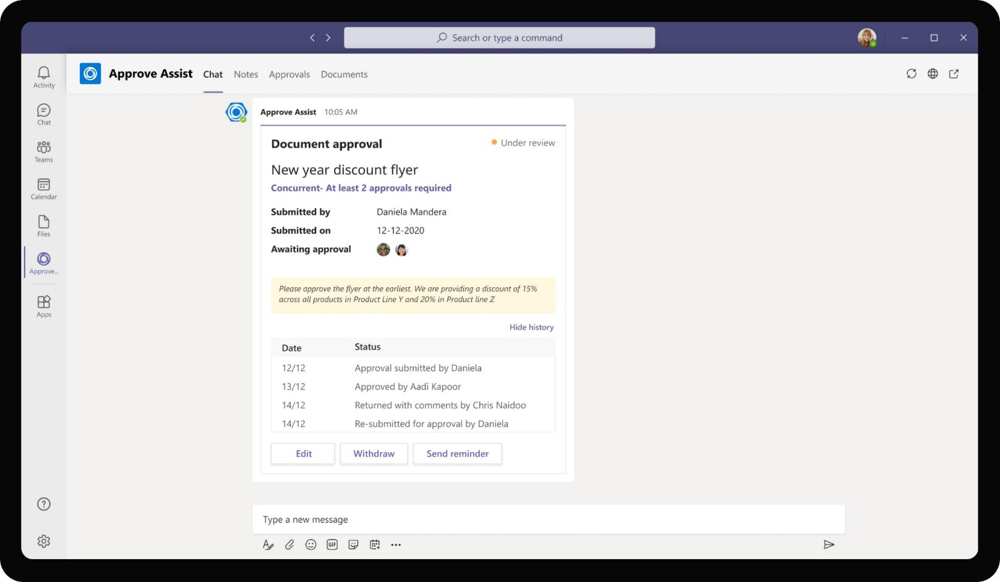 Search or type a command
Activity
Chat
Teams
Calendar
Files
Approve...
Apps
Approve Assist Chat Notes Approvals Documents
Approve Assist 10:05 AM
Document approval Under review
New year discount flyer
Concurrent- At least 2 approvals required
Submitted by Daniela Mandera
Submitted on 12-12-2020
Awaiting approval
Please approve the flyer at the earliest. We are providing a discount of 15%
across all products in Product Line Y and 20% in Product line Z
Hide history
Date Status
12/12 Approval submitted by Daniela
13/12 Approved by Aadi Kapoor
14/12 Returned with comments by Chris Naidoo
14/12 Re-submitted for approval by Daniela
Edit Withdraw Send reminder
Type a new message
GIF